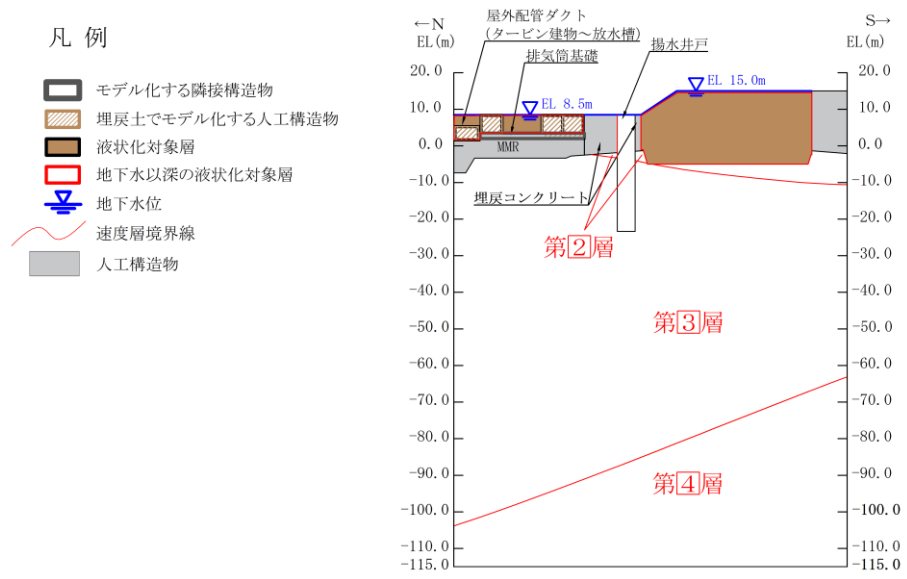 凡 例
モデル化する隣接構造物
埋戻土でモデル化する人工構造物
液状化対象層
地下水以深の液状化対象層
地下水位
速度層境界線
人工構造物
←N
EL(m)
屋外配管ダクト
(タービン建物～放水槽)
排気筒基礎
揚水井戸
S→
EL(m)
EL 8.5m
EL 15.0m
MMR
埋戻コンクリート
第2層
第3層
第4層
20.0
10.0
0.0
-10.0
-20.0
-30.0
-40.0
-50.0
-60.0
-70.0
-80.0
-90.0
-100.0
-110.0
-115.0
20.0
10.0
0.0
-10.0
-20.0
-30.0
-40.0
-50.0
-60.0
-70.0
-80.0
-90.0
-100.0
-110.0
-115.0